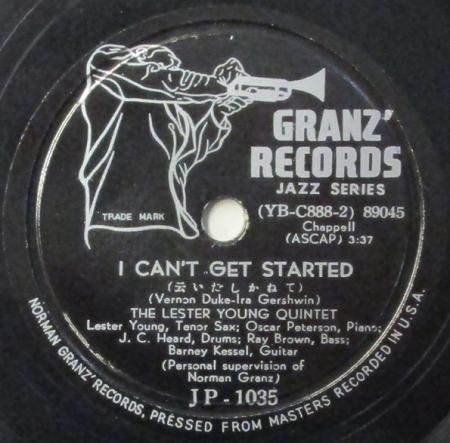 TRADE MARK
GRANZ'
RECORDS
JAZZ SERIES
(YB-C888-2) 89045
Chappell
(ASCAP) 3:37
I CAN'T GET STARTED
(云いだしかねて)
(Vernon Duke-Ira Gershwin)
THE LESTER YOUNG QUINTET
Lester Young, Tenor Sax; Oscar Peterson, Piano;
J. C. Heard, Drums; Ray Brown, Bass;
Barney Kessel, Guitar
(Personal supervision of
Norman Granz)
JP-1035
NORMAN GRANZ' RECORDS, PRESSED FROM MASTERS RECORDED IN U.S.A.